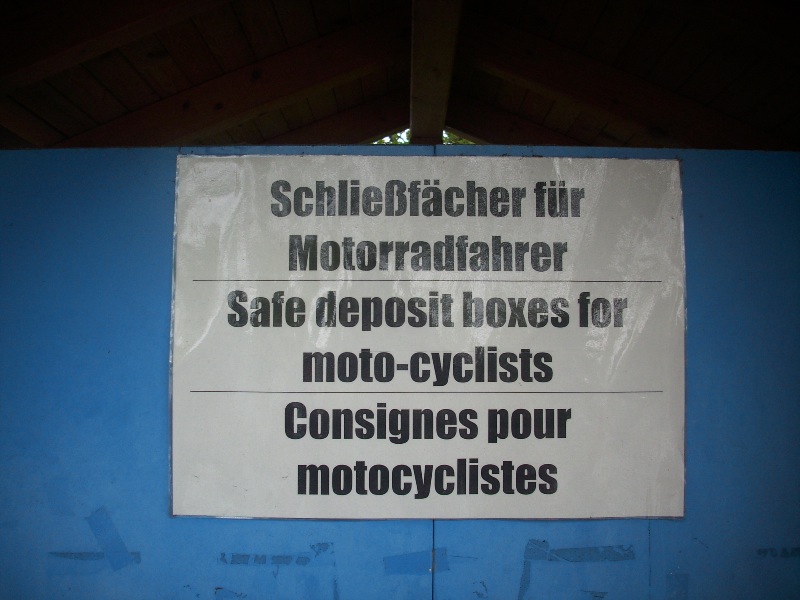 Schließfächer für
Motorradfahrer
Safe deposit boxes for
moto-cyclists
Consignes pour
motocyclistes